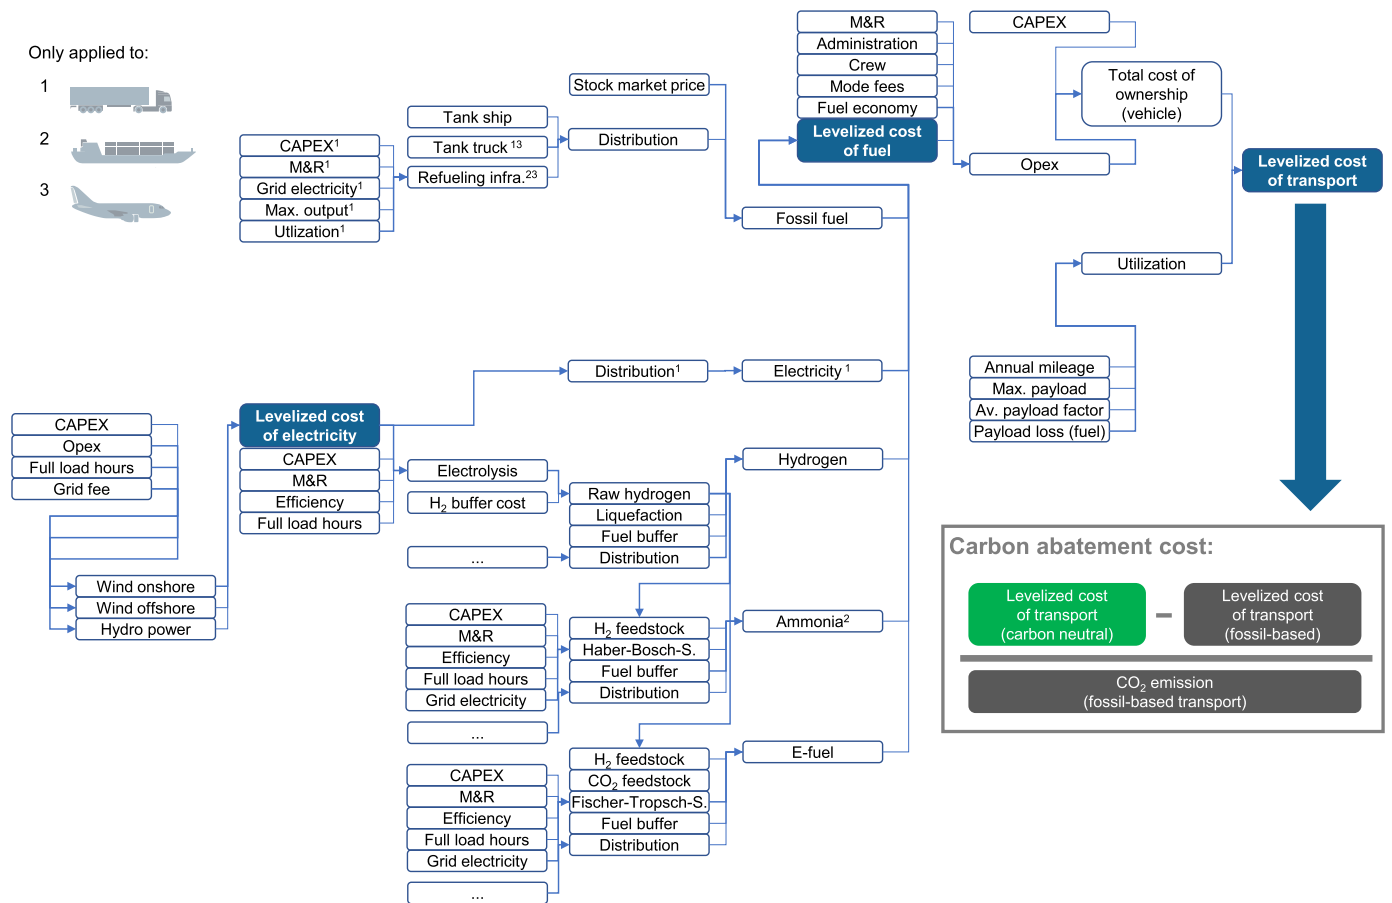 Only applied to:
1
2
3
CAPEX¹
M&R¹
Grid electricity¹
Max. output¹
Utlization¹
Tank ship
Tank truck ¹³
Refueling infra.²³
Stock market price
Distribution
Fossil fuel
M&R
Administration
Crew
Mode fees
Fuel economy
Levelized cost
of fuel
CAPEX
Opex
Total cost of
ownership
(vehicle)
Levelized cost
of transport
Utilization
Annual mileage
Max. payload
Av. payload factor
Payload loss (fuel)
Distribution¹
Electricity ¹
CAPEX
Opex
Full load hours
Grid fee
Wind onshore
Wind offshore
Hydro power
Levelized cost
of electricity
CAPEX
M&R
Efficiency
Full load hours
Electrolysis
H₂ buffer cost
...
Raw hydrogen
Liquefaction
Fuel buffer
Distribution
Hydrogen
CAPEX
M&R
Efficiency
Full load hours
Grid electricity
...
H₂ feedstock
Haber-Bosch-S.
Fuel buffer
Distribution
Ammonia²
CAPEX
M&R
Efficiency
Full load hours
Grid electricity
...
H₂ feedstock
CO₂ feedstock
Fischer-Tropsch-S.
Fuel buffer
Distribution
E-fuel
Carbon abatement cost:
Levelized cost
of transport
(carbon neutral)
–
Levelized cost
of transport
(fossil-based)
CO₂ emission
(fossil-based transport)